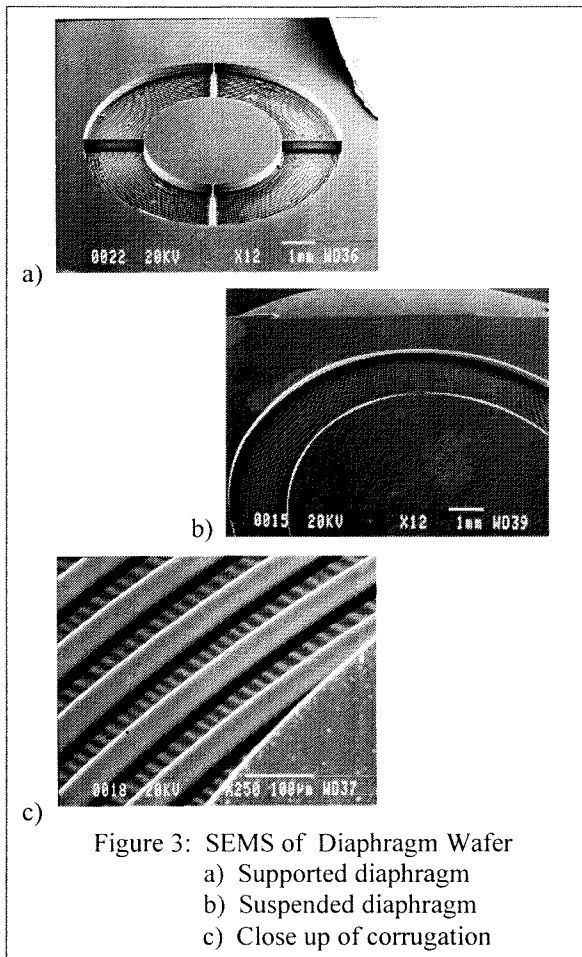 0022 20KV X12 1mm WD36
a)
0015 20KV X12 1mm WD39
b)
0018 20KV X250 100µm WD37
c)
Figure 3: SEMS of Diaphragm Wafer
a) Supported diaphragm
b) Suspended diaphragm
c) Close up of corrugation